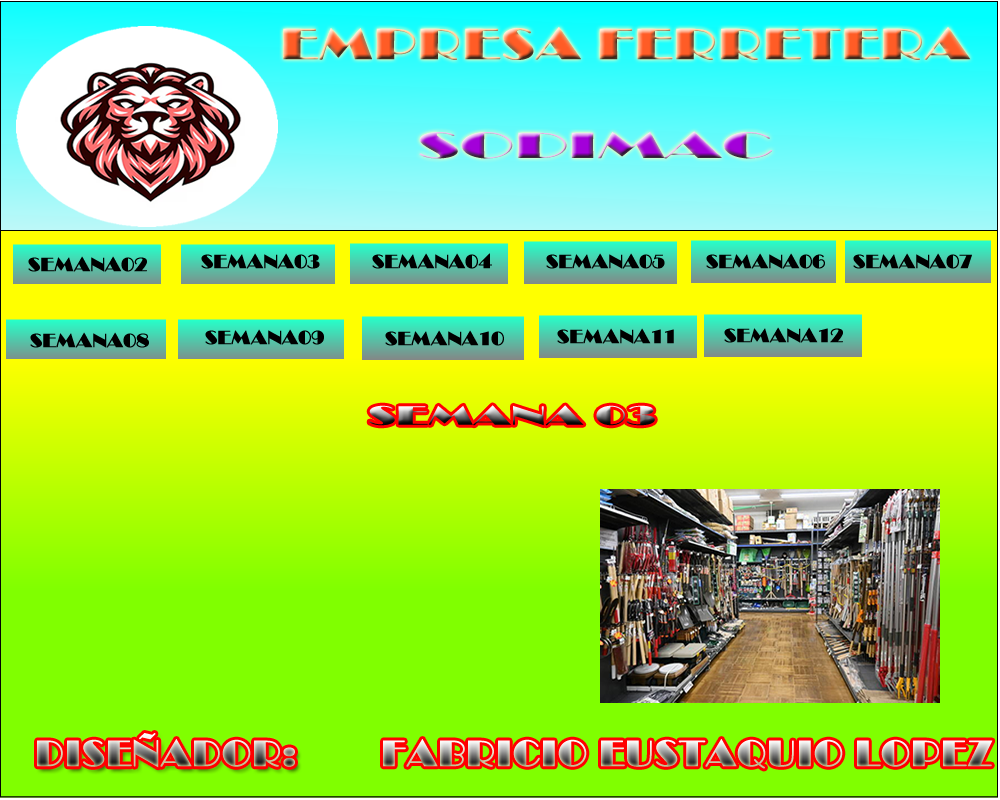 EMPRESA FERRETERA
SODIMAC
SEMANA02 SEMANA03 SEMANA04 SEMANA05 SEMANA06 SEMANA07
SEMANA08 SEMANA09 SEMANA10 SEMANA11 SEMANA12
SEMANA 03
DISEÑADOR: FABRICIO EUSTAQUIO LOPEZ